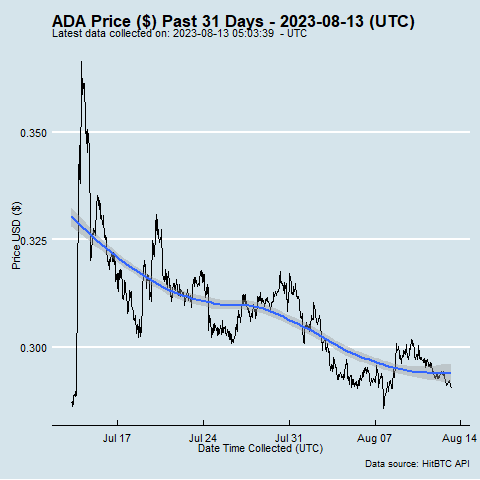 ADA Price ($) Past 31 Days - 2023-08-13 (UTC)
Latest data collected on: 2023-08-13 05:03:39  - UTC
0.350
0.325
0.300
Price USD ($)
Jul 17
Jul 24
Jul 31
Aug 07
Aug 14
Date Time Collected (UTC)
Data source: HitBTC API